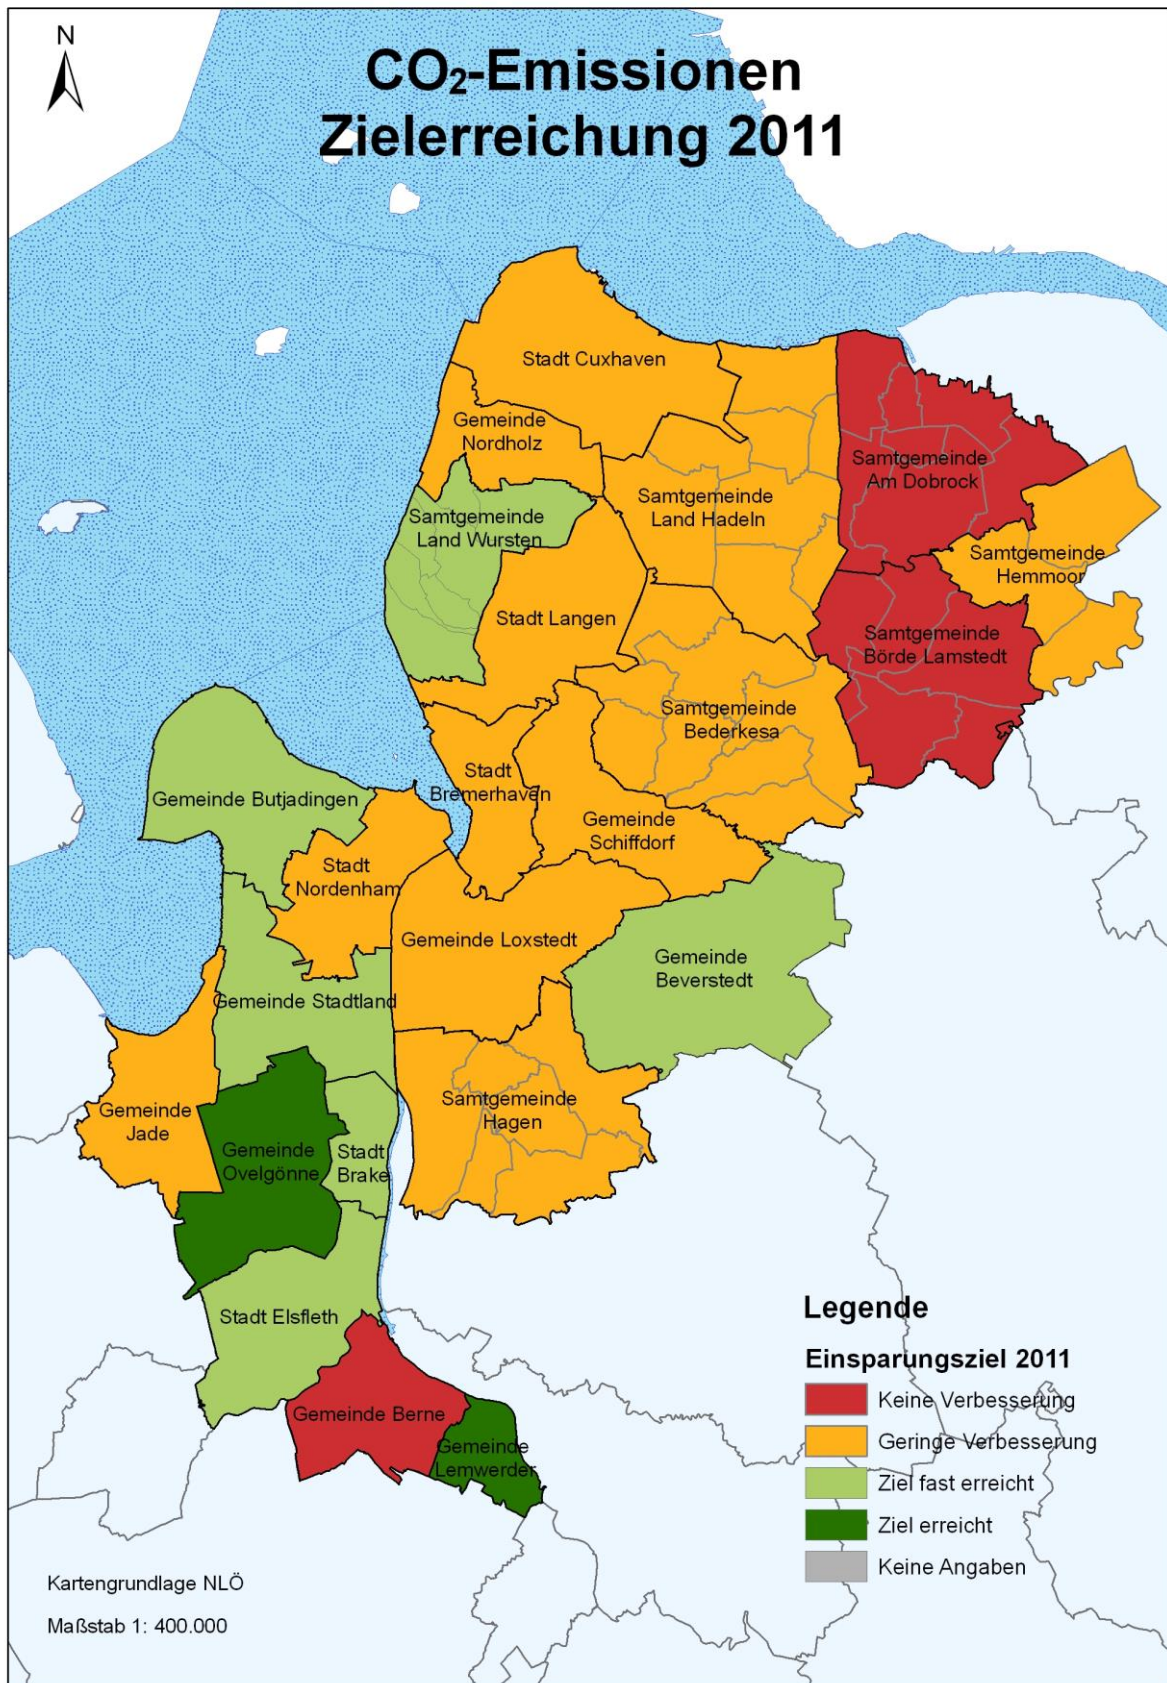 N
CO₂-Emissionen
Zielerreichung 2011
Stadt Cuxhaven
Gemeinde
Nordholz
Samtgemeinde
Am Dobrock
Samtgemeinde
Land Hadeln
Samtgemeinde
Land Wursten
Samtgemeinde
Hemmoor
Stadt Langen
Samtgemeinde
Börde Lamstedt
Samtgemeinde
Bederkesa
Stadt
Bremerhaven
Gemeinde Butjadingen
Gemeinde
Schiffdorf
Stadt
Nordenham
Gemeinde Loxstedt
Gemeinde
Beverstedt
Gemeinde Stadtland
Gemeinde
Jade
Samtgemeinde
Hagen
Gemeinde
Ovelgönne
Stadt
Brake
Stadt Elsfleth
Gemeinde Berne
Gemeinde
Lemwerder
Legende
Einsparungsziel 2011
Keine Verbesserung
Geringe Verbesserung
Ziel fast erreicht
Ziel erreicht
Keine Angaben
Kartengrundlage NLÖ
Maßstab 1: 400.000